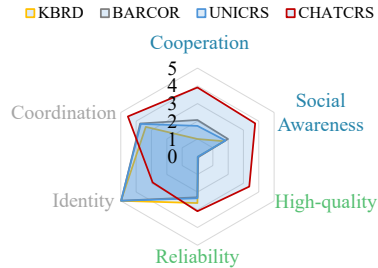 KBRD BARCOR UNICRS CHATCRS
Cooperation
5
4
3
2
1
0
Coordination
Social
Awareness
Identity
High-quality
Reliability